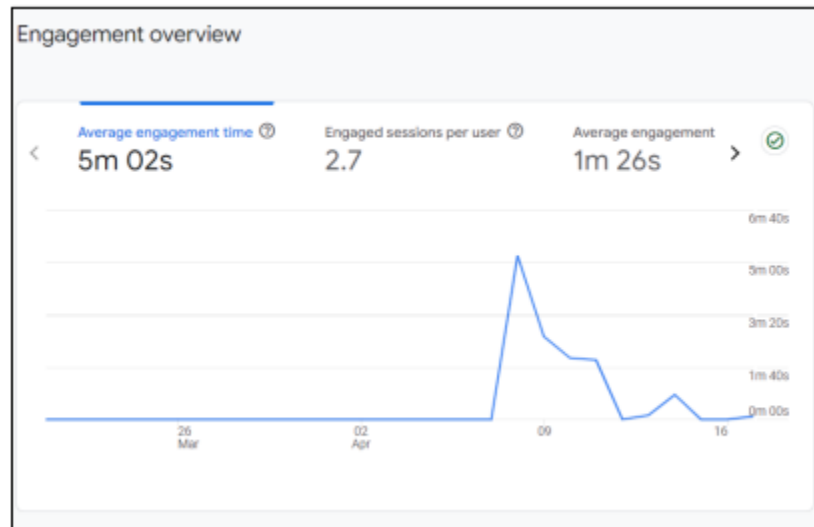 Engagement overview
Average engagement time
5m 02s
Engaged sessions per user
2.7
Average engagement
1m 26s
6m 40s
5m 00s
3m 20s
1m 40s
0m 00s
26
Mar
02
Apr
09
16